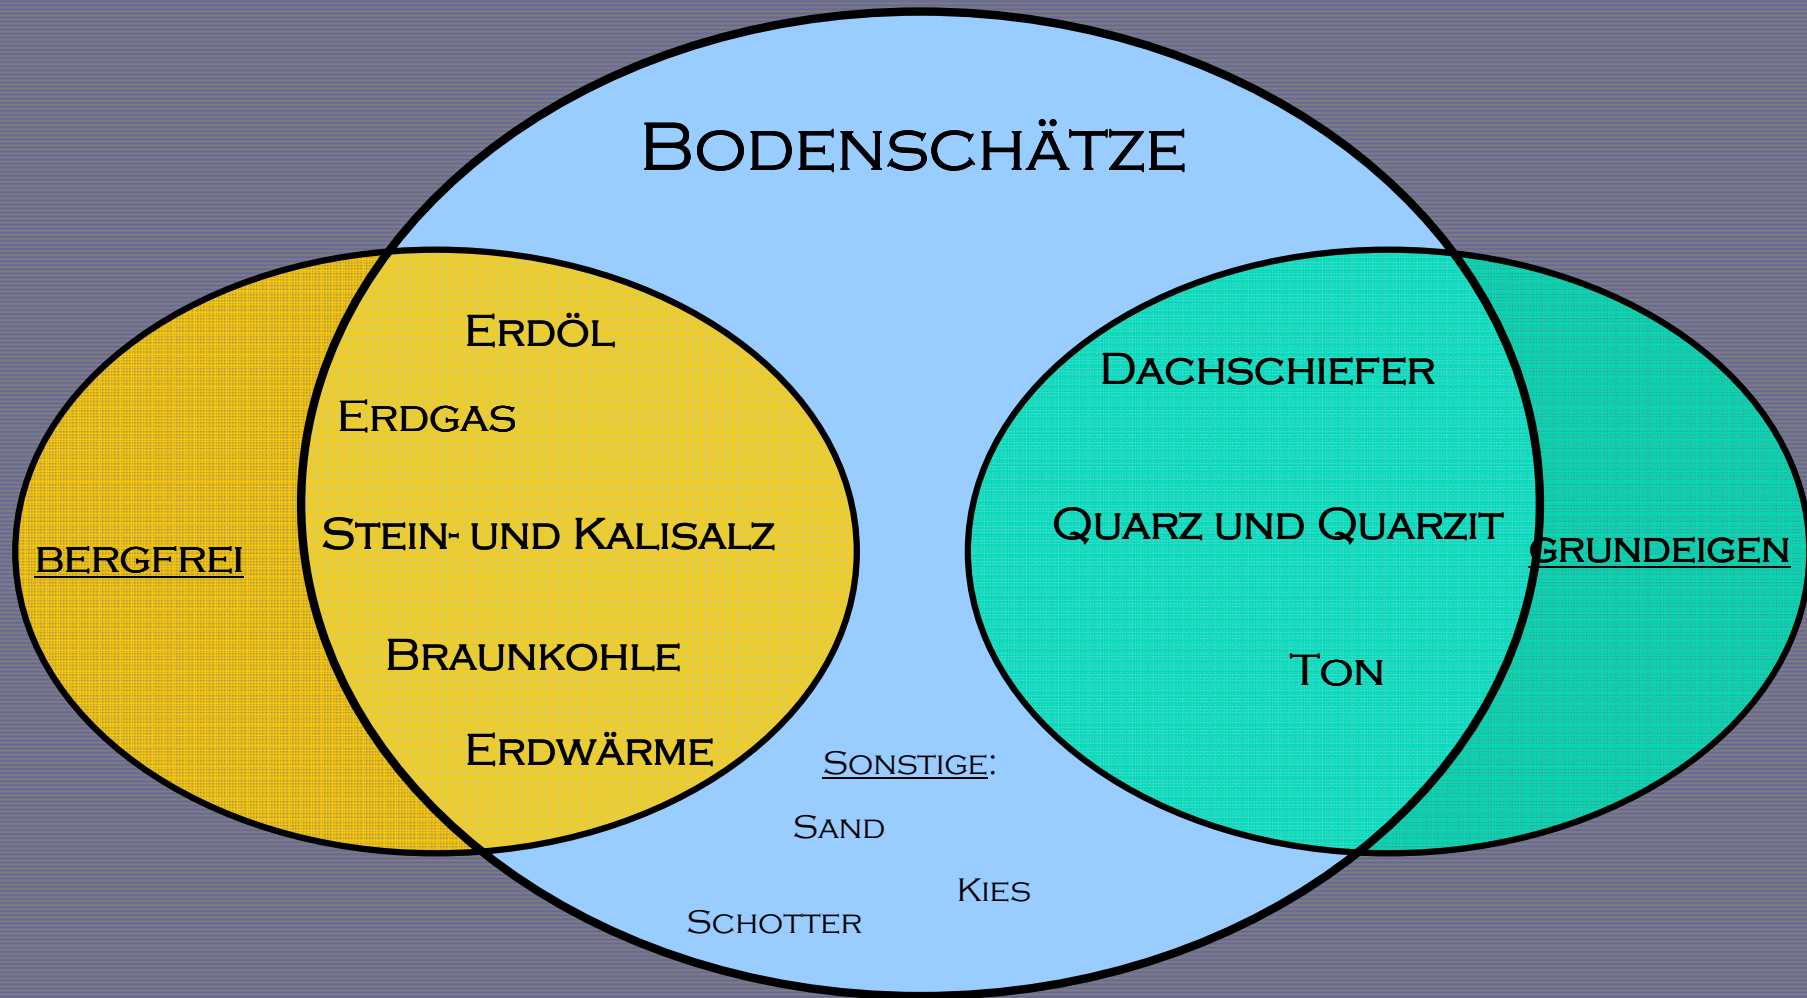 Bodenschätze
bergfrei
Erdöl
Erdgas
Stein- und Kalisalz
Braunkohle
Erdwärme
Dachschiefer
Quarz und Quarzit
Ton
grundeigen
Sonstige:
Sand
Kies
Schotter